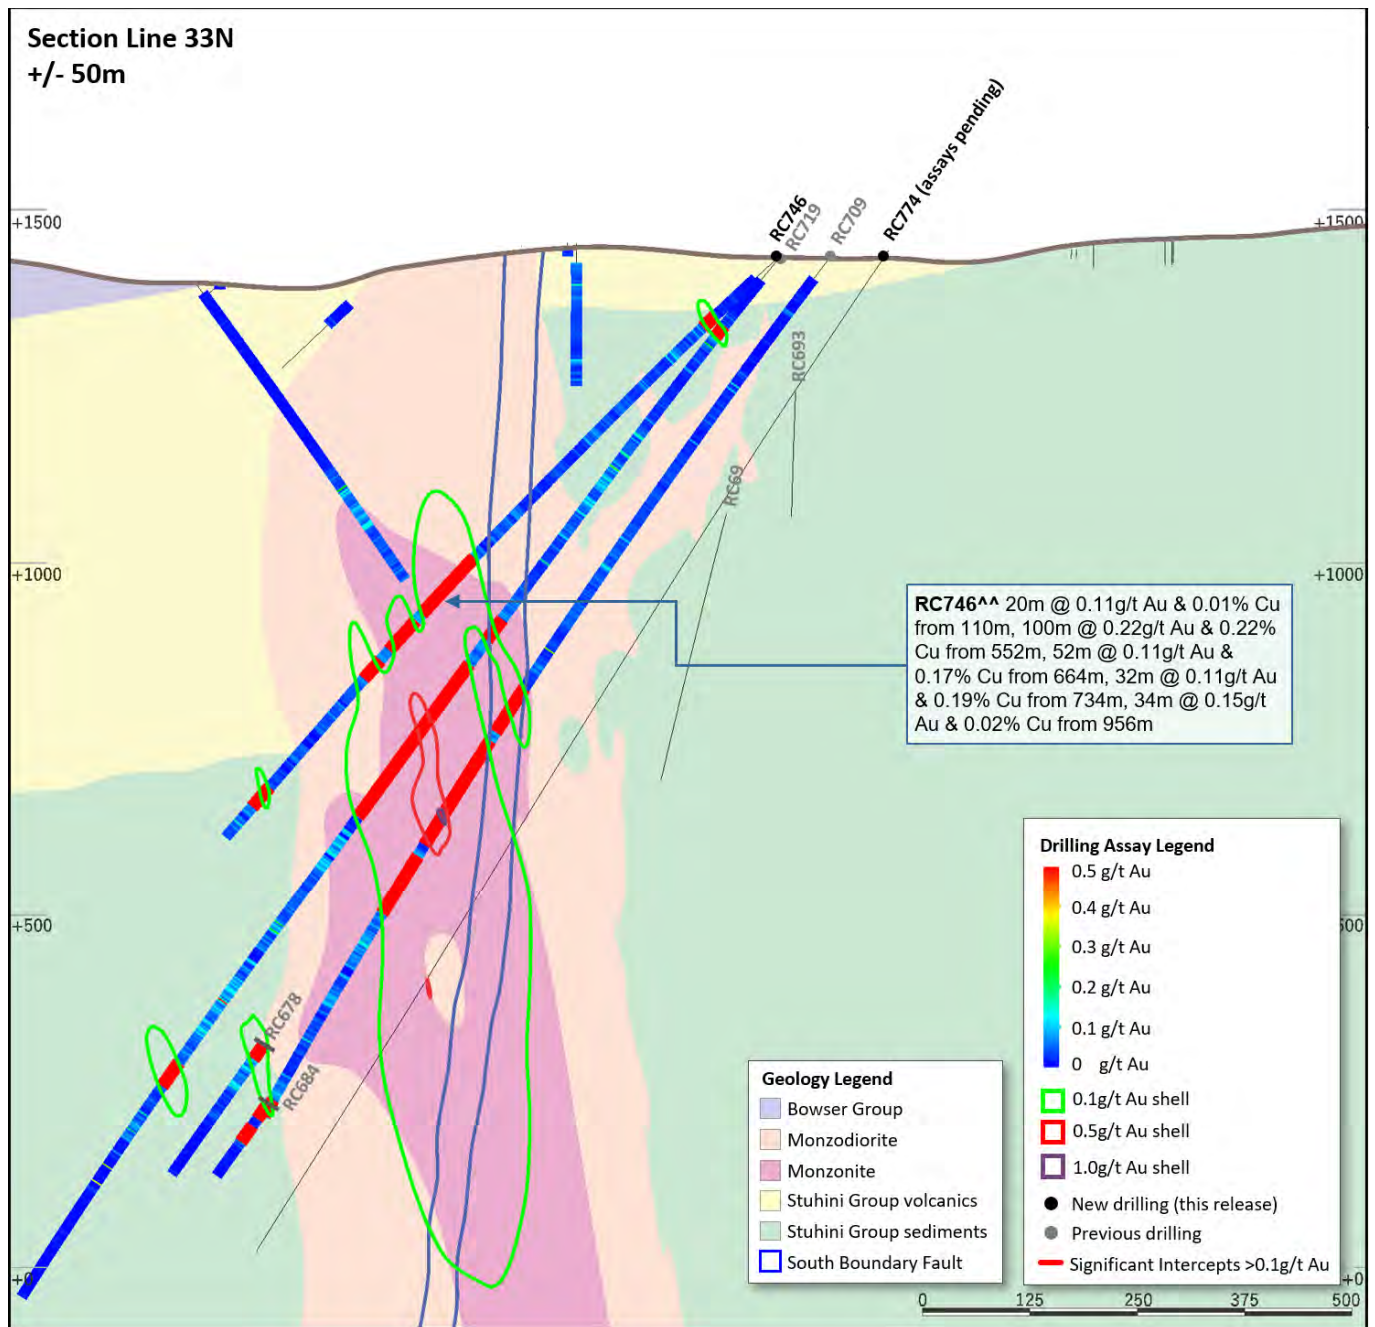 Section Line 33N
+/- 50m
RC746
RC719
RC709
RC774 (assays pending)
+1500
+1500
RC693
RC69
+1000
+1000
RC746^^ 20m @ 0.11g/t Au & 0.01% Cu
from 110m, 100m @ 0.22g/t Au & 0.22%
Cu from 552m, 52m @ 0.11g/t Au &
0.17% Cu from 664m, 32m @ 0.11g/t Au
& 0.19% Cu from 734m, 34m @ 0.15g/t
Au & 0.02% Cu from 956m
+500
500
RC678
RC684
+0
+0
Geology Legend
Bowser Group
Monzodiorite
Monzonite
Stuhini Group volcanics
Stuhini Group sediments
South Boundary Fault
Drilling Assay Legend
0.5 g/t Au
0.4 g/t Au
0.3 g/t Au
0.2 g/t Au
0.1 g/t Au
0 g/t Au
0.1g/t Au shell
0.5g/t Au shell
1.0g/t Au shell
New drilling (this release)
Previous drilling
Significant Intercepts >0.1g/t Au
0 125 250 375 500